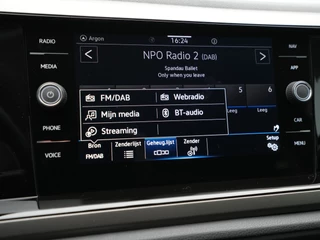 RADIO
MEDIA
PHONE
VOICE
Argon
16:24
NPO Radio 2 (DAB)
Spandau Ballet
Only when you leave
FM/DAB
Webradio
Mijn media
BT-audio
Streaming
5
6
Leeg
Leeg
Bron
FM/DAB
Zenderlijst
Geheug.lijst
Zender
Setup
NAV
APP
CAR
MENU